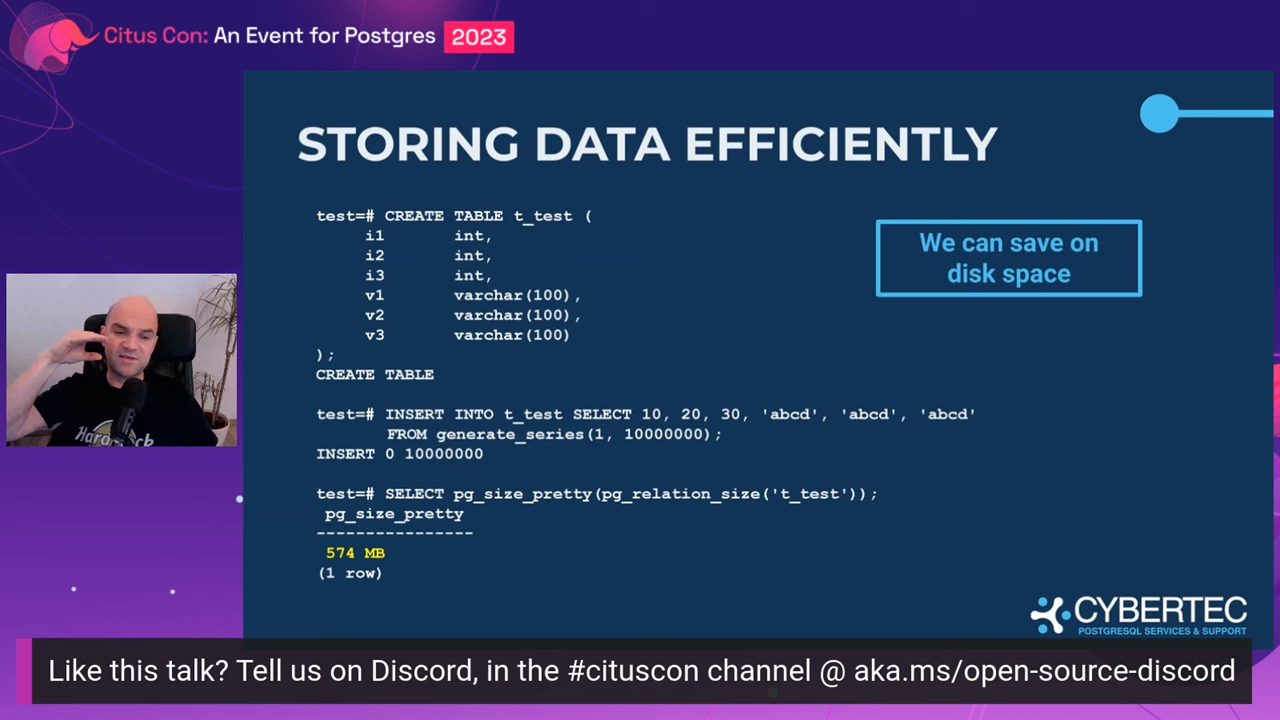 Citus Con: An Event for Postgres 2023
STORING DATA EFFICIENTLY
test=# CREATE TABLE t_test (
i1 int,
i2 int,
i3 int,
v1 varchar(100),
v2 varchar(100),
v3 varchar(100)
);
CREATE TABLE
test=# INSERT INTO t_test SELECT 10, 20, 30, 'abcd', 'abcd', 'abcd'
FROM generate_series(1, 10000000);
INSERT 0 10000000
test=# SELECT pg_size_pretty(pg_relation_size('t_test'));
pg_size_pretty
----------------
574 MB
(1 row)
We can save on
disk space
CYBERTEC
POSTGRESQL SERVICES & SUPPORT
Like this talk? Tell us on Discord, in the #cituscon channel @ aka.ms/open-source-discord